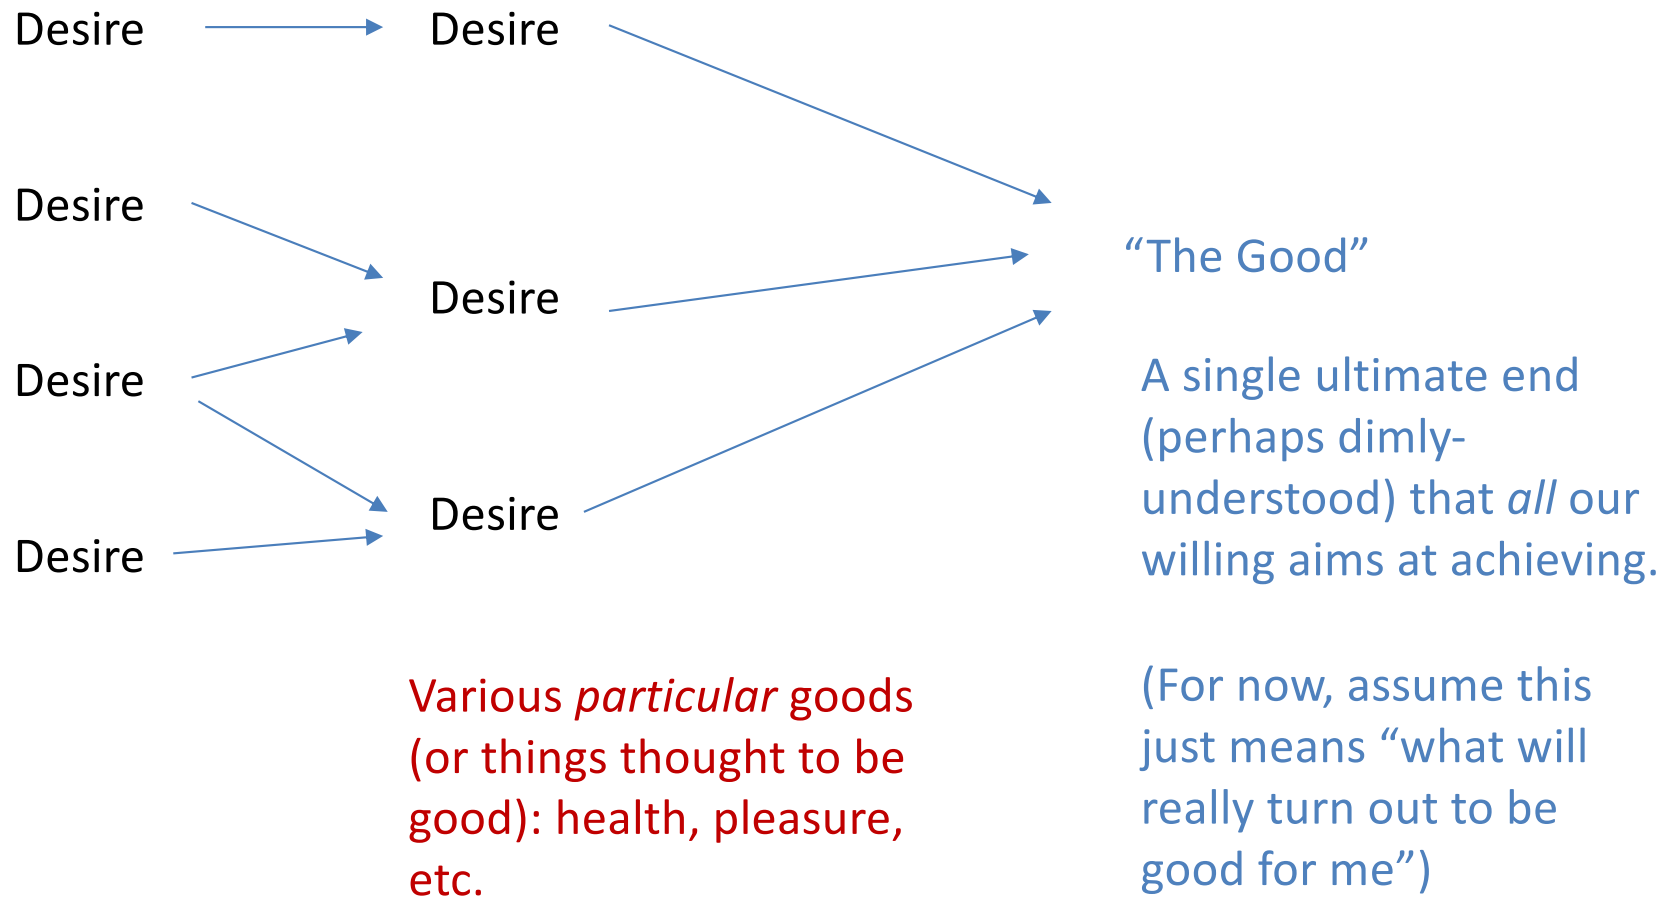 Desire
Desire
Desire
Desire
Desire
Desire
Desire
Various particular goods
(or things thought to be
good): health, pleasure,
etc.
“The Good”
A single ultimate end
(perhaps dimly-
understood) that all our
willing aims at achieving.
(For now, assume this
just means “what will
really turn out to be
good for me”)